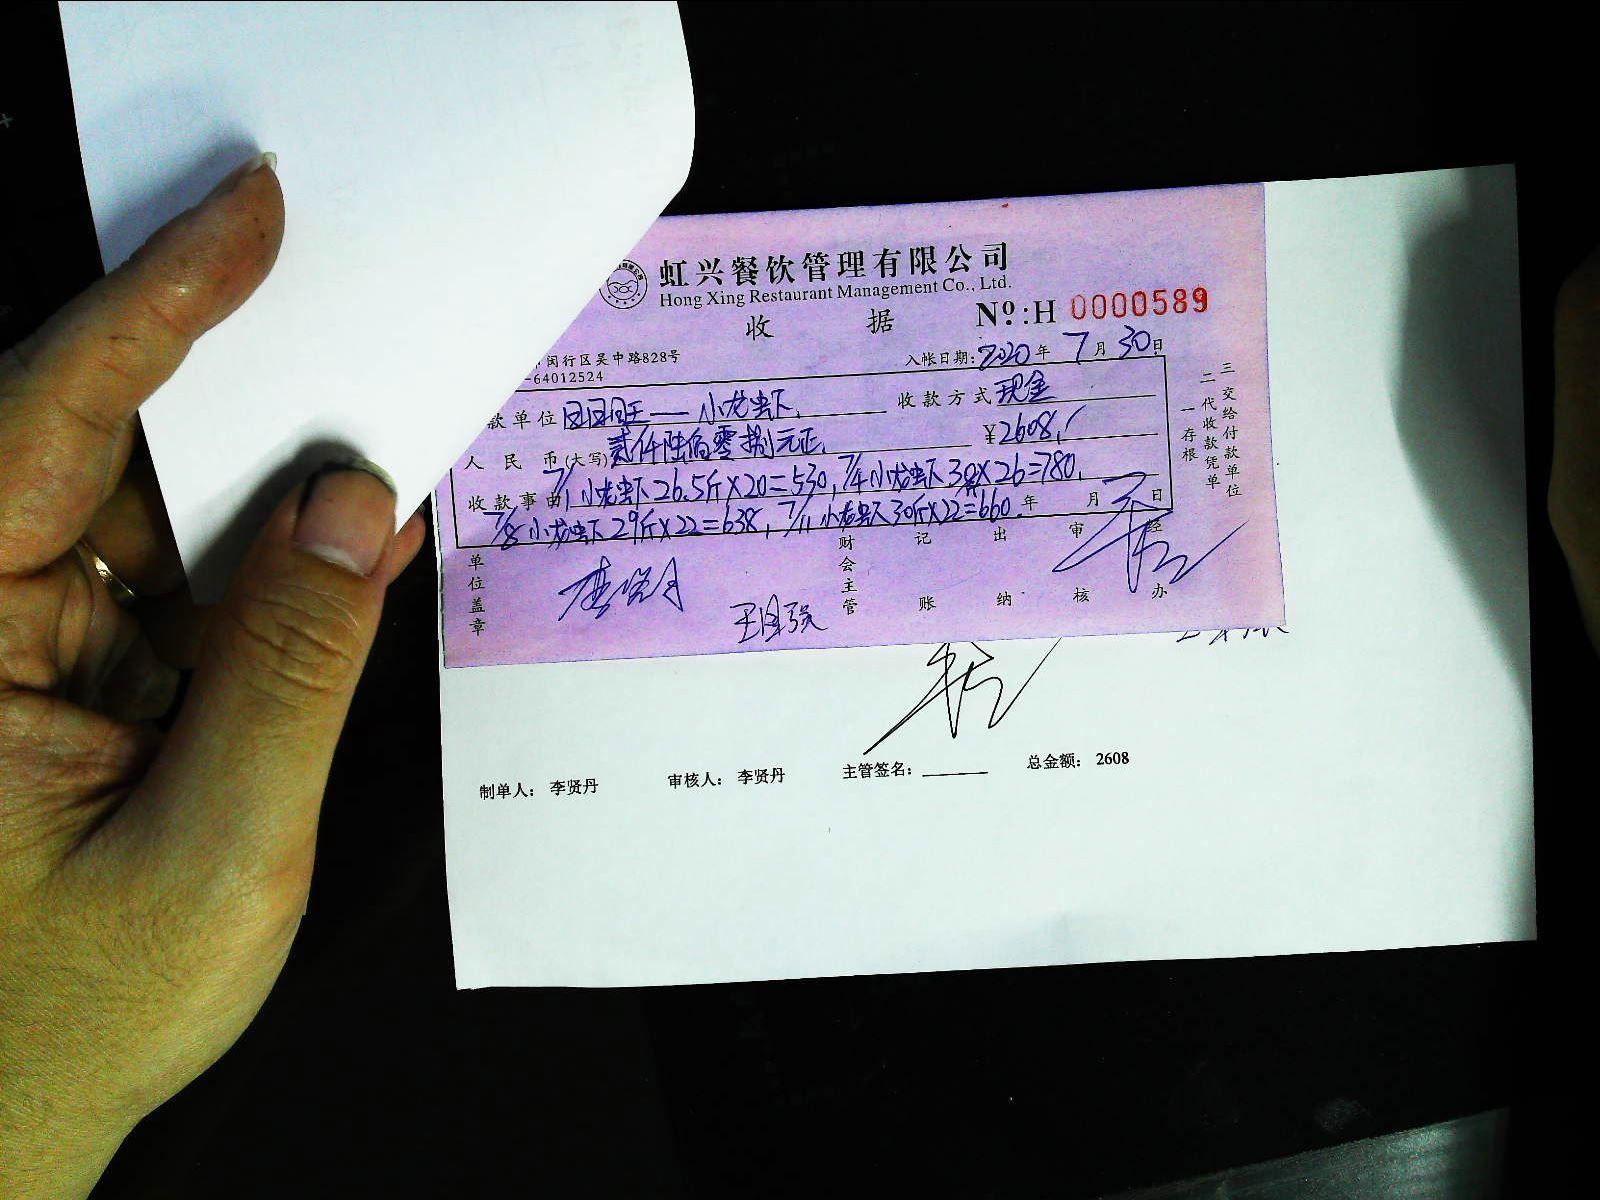 虹兴餐饮管理有限公司
Hong Xing Restaurant Management Co., Ltd.
收 据
Nº:H 0000589
闵行区吴中路828号
-64012524
入帐日期: 2020年 7月 30日
款单位 日日旺——小龙虾. 收款方式 现金
人民币(大写) 贰仟陆佰零捌元正. ¥2608./
收款事由 7/1 小龙虾26.5斤×20=530, 7/4小龙虾30×26=780.
7/8小龙虾29斤×22=638, 7/11小龙虾30斤×22=660. 年 月 日
一存根
二代收款凭单
三交给付款单位
单位盖章 财会主管 记账 出纳 审核 经办
制单人: 李贤丹 审核人: 李贤丹 主管签名: ______ 总金额: 2608